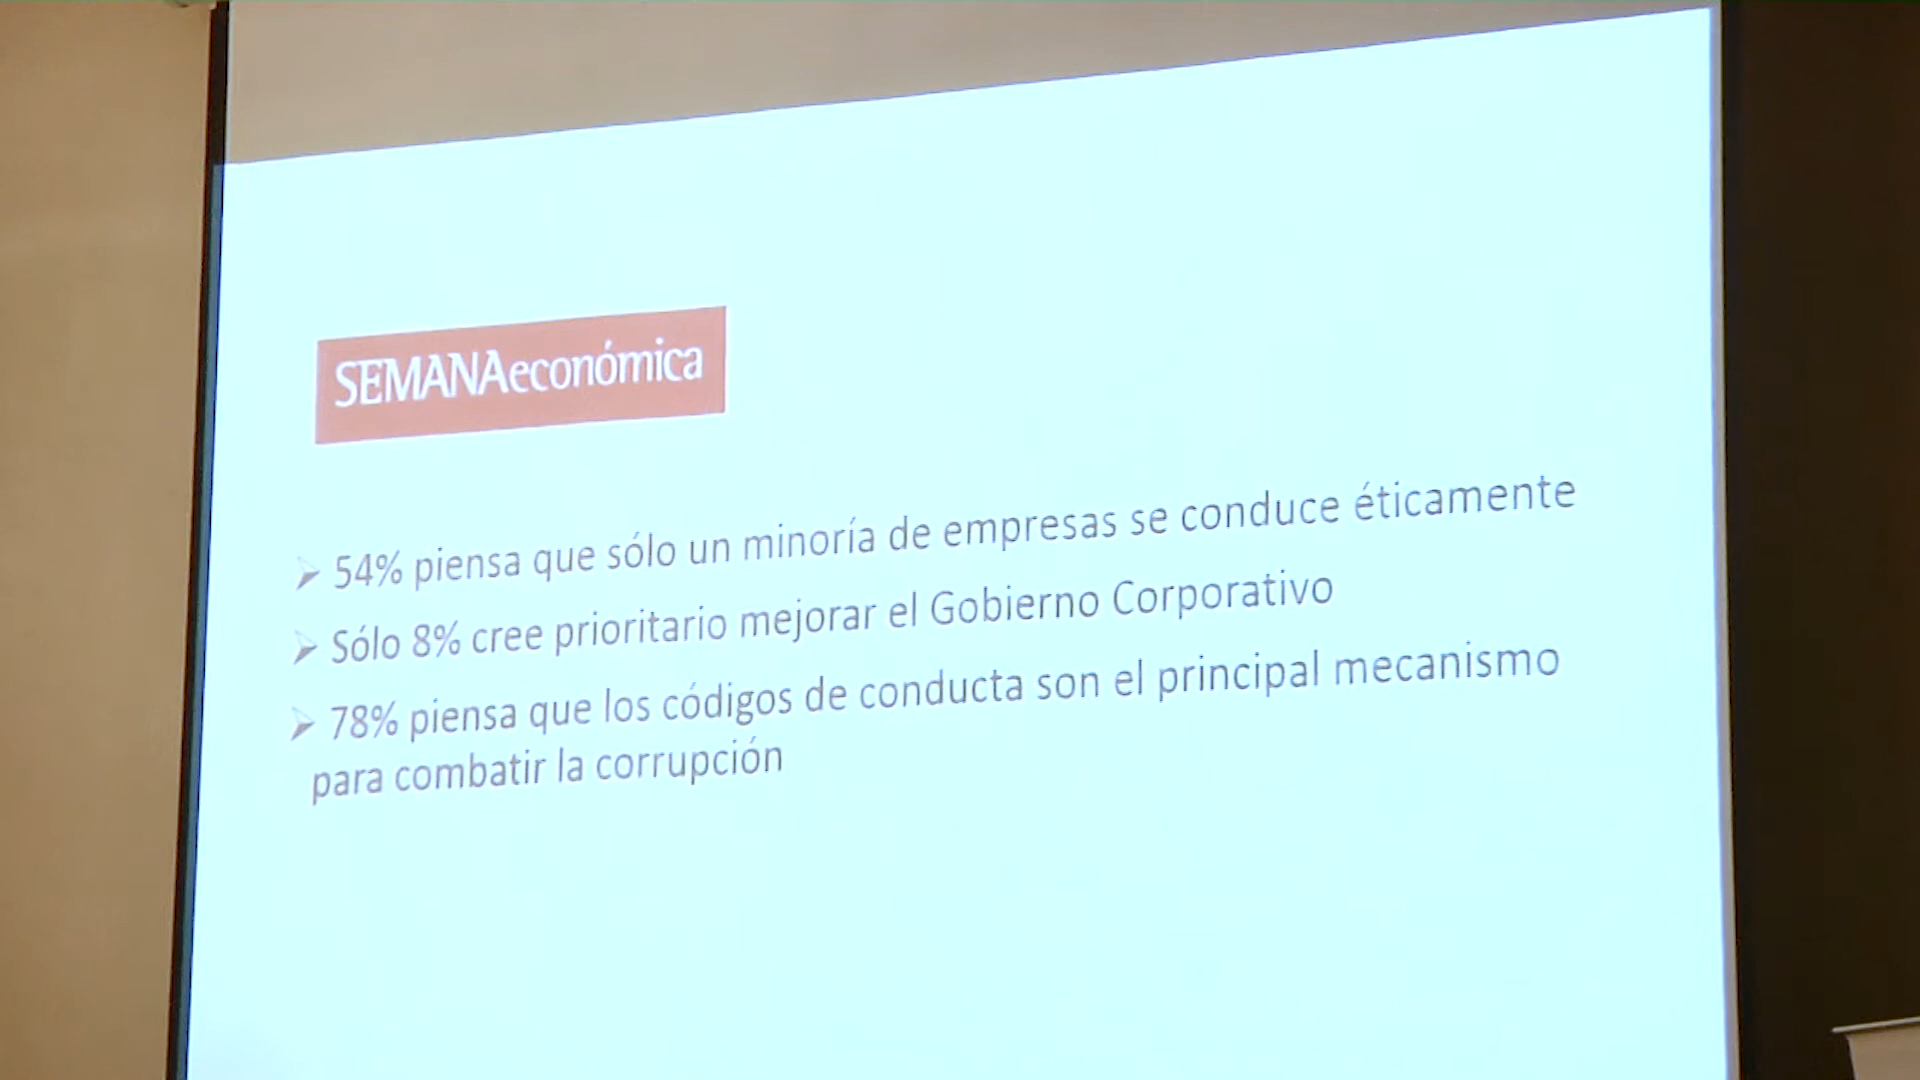 SEMANAeconómica
54% piensa que sólo un minoría de empresas se conduce éticamente
Sólo 8% cree prioritario mejorar el Gobierno Corporativo
78% piensa que los códigos de conducta son el principal mecanismo
para combatir la corrupción